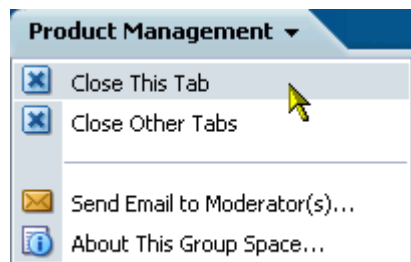 Product Management
Close This Tab
Close Other Tabs
Send Email to Moderator(s)...
About This Group Space...